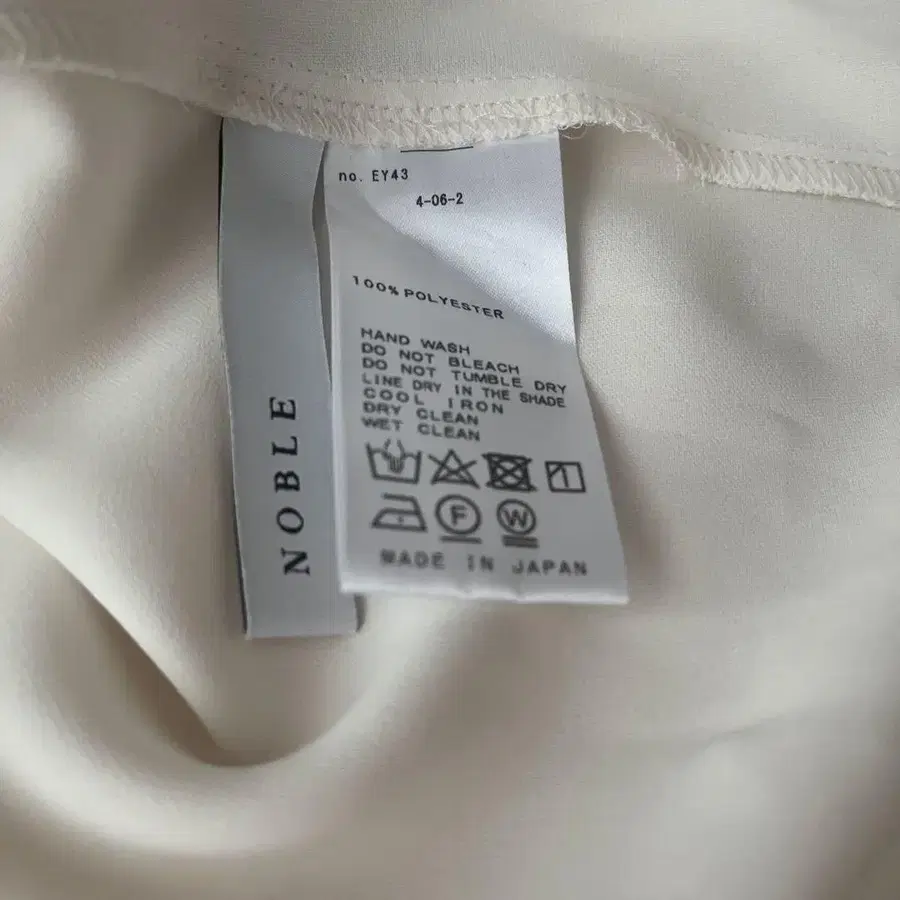 no. EY43
4-06-2
100% POLYESTER
HAND WASH
DO NOT BLEACH
DO NOT TUMBLE DRY
LINE DRY IN THE SHADE
COOL IRON
DRY CLEAN
WET CLEAN
F W
MADE IN JAPAN
NOBLE